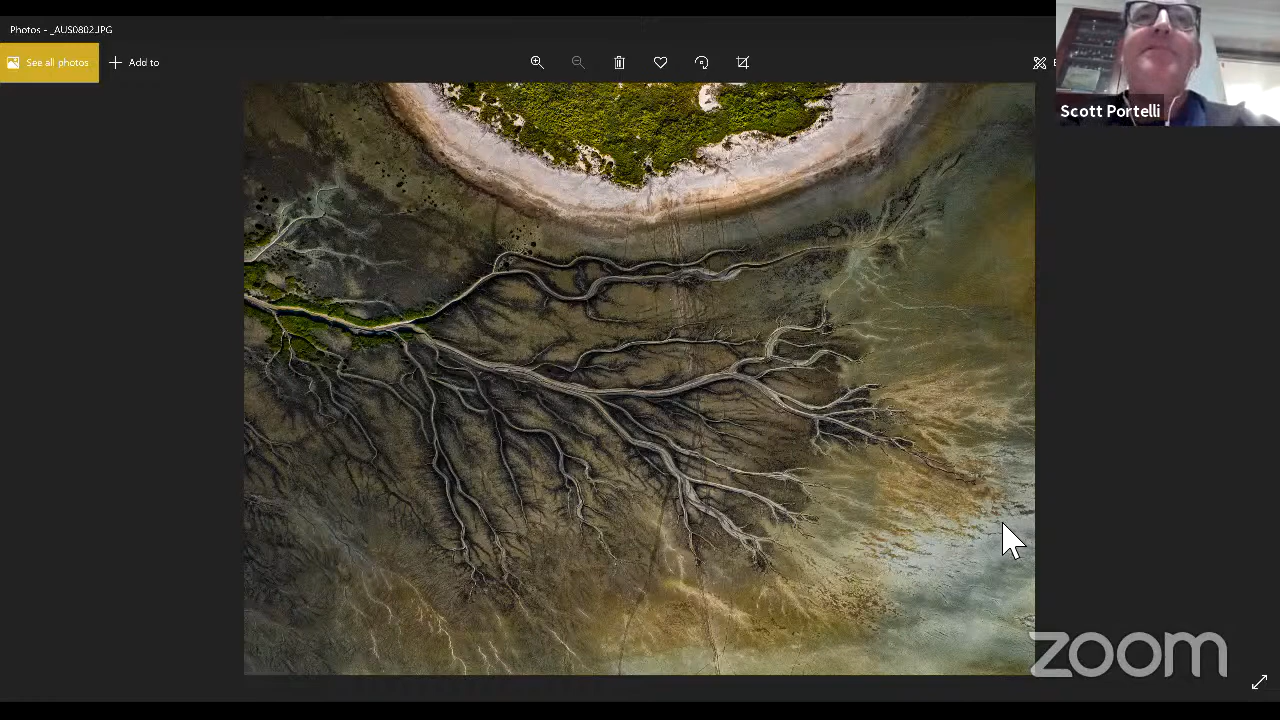 Photos - _AUS0802.JPG
See all photos
Add to
Scott Portelli
zoom